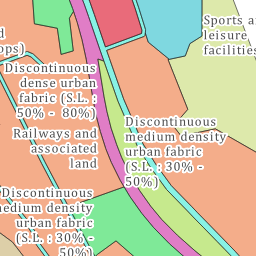 Sports a
leisure
facilities
ops)
Discontinuous
dense urban
fabric (S.L. :
50% - 80%)
Railways and
associated
land
Discontinuous
medium density
urban fabric
(S.L. : 30% -
50%)
Discontinuous
medium density
urban fabric
(S.L. : 30% -
50%)